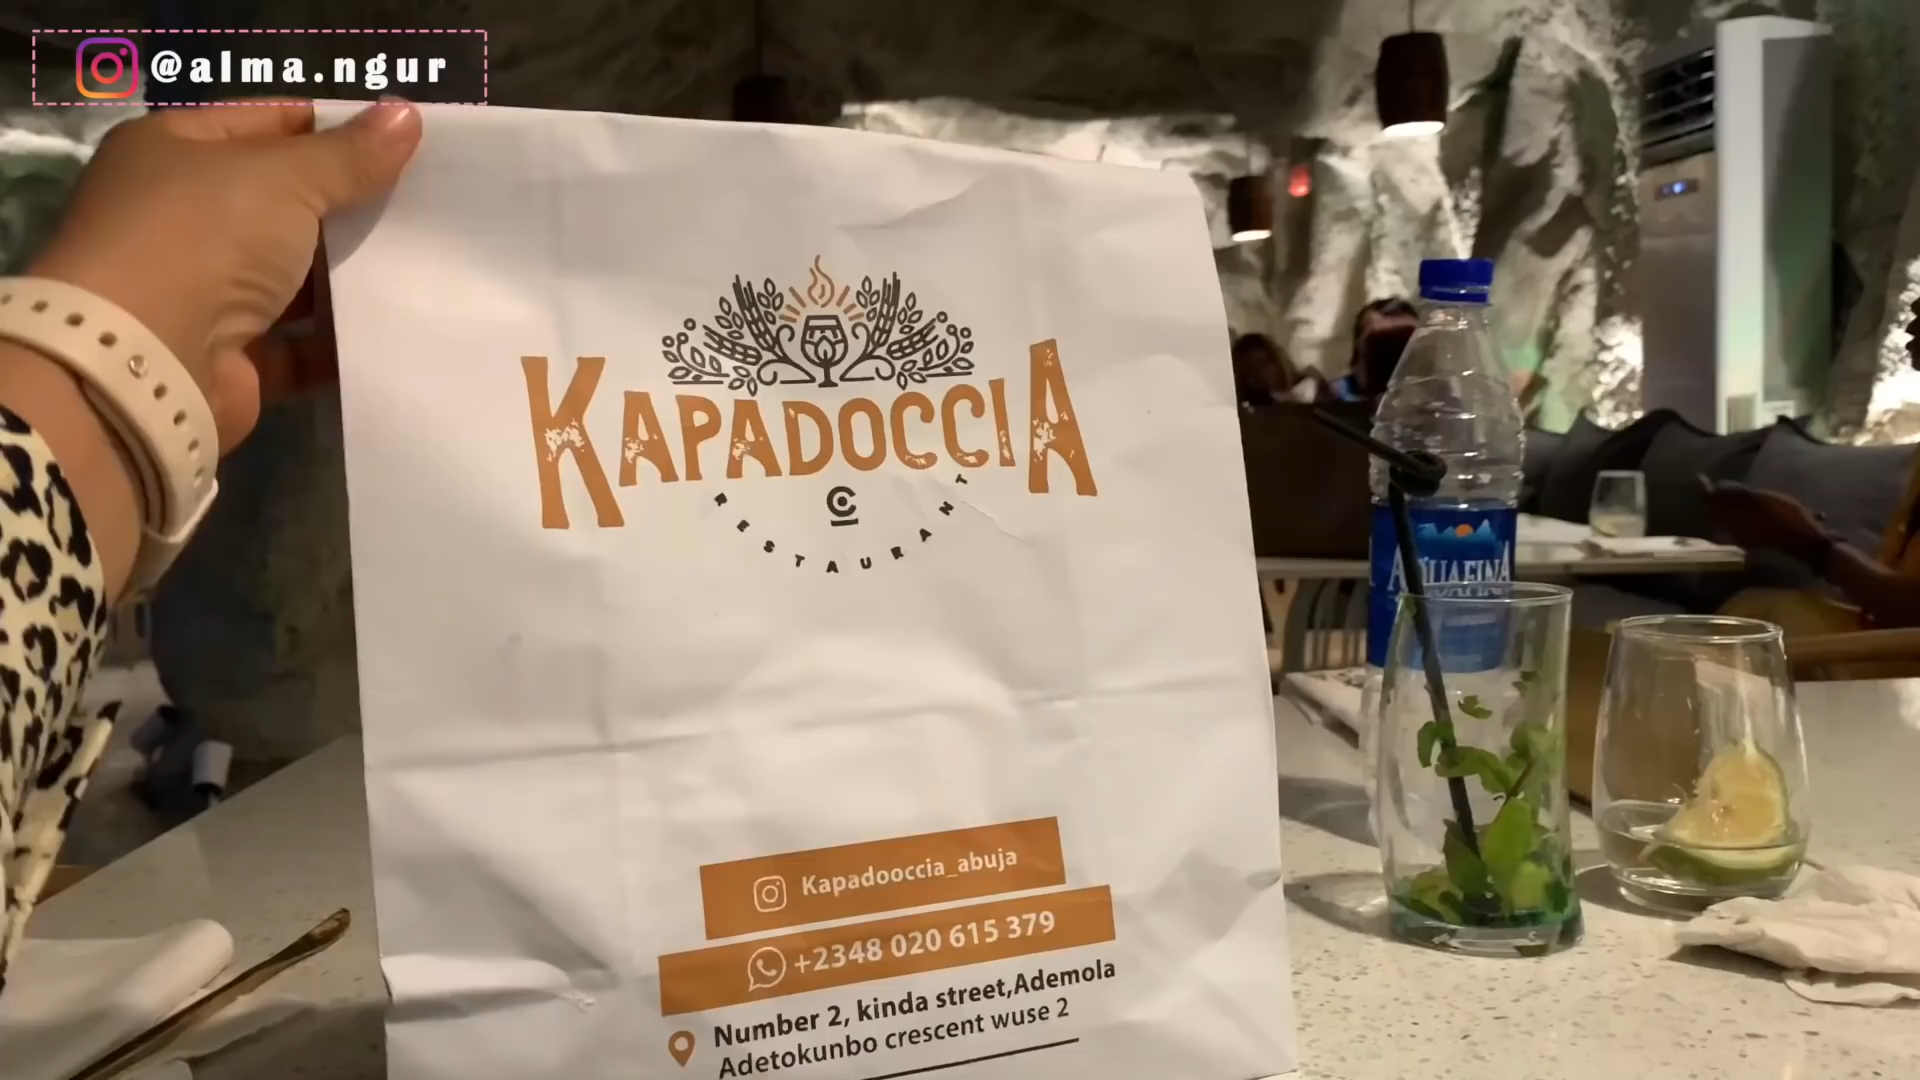 @alma.ngur
KAPADOCCIA
RESTAURANT
Kapadooccia_abuja
+2348 020 615 379
Number 2, kinda street,Ademola
Adetokunbo crescent wuse 2
AQUAFINA